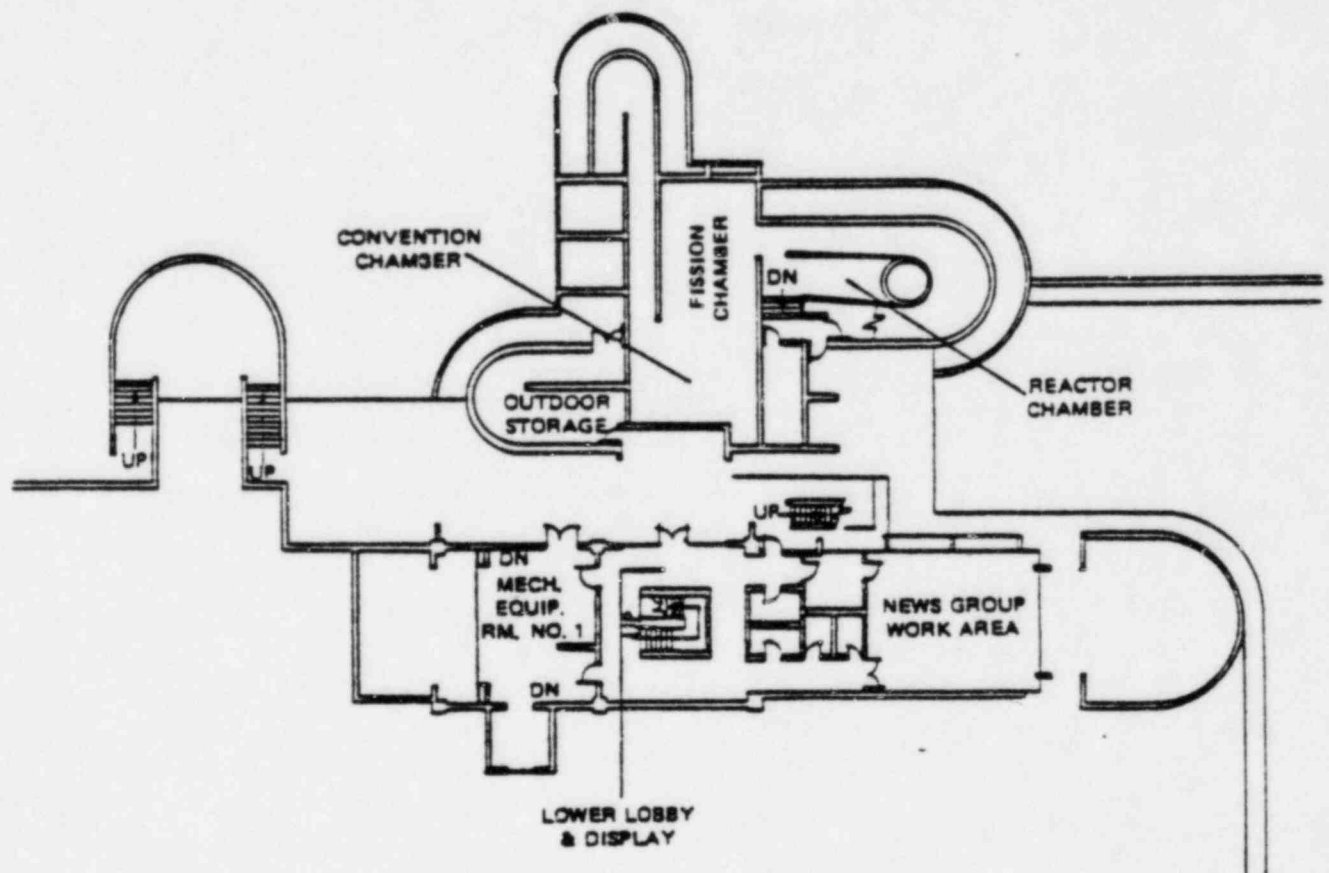 CONVENTION
CHAMBER
FISSION
CHAMBER
DN
REACTOR
CHAMBER
OUTDOOR
STORAGE
UP
UP
UP
DN
MECH.
EQUIP.
RM. NO. 1
DN
NEWS GROUP
WORK AREA
LOWER LOBBY
& DISPLAY